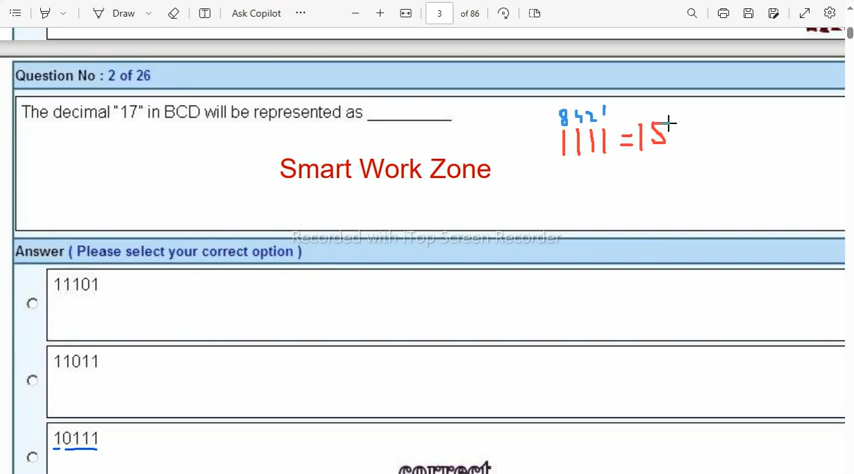 Draw
Ask Copilot
3 of 86
Question No : 2 of 26
The decimal "17" in BCD will be represented as __________
8 4 2 1
1111 = 15
Smart Work Zone
Recorded with iTop Screen Recorder
Answer ( Please select your correct option )
11101
11011
10111
correct